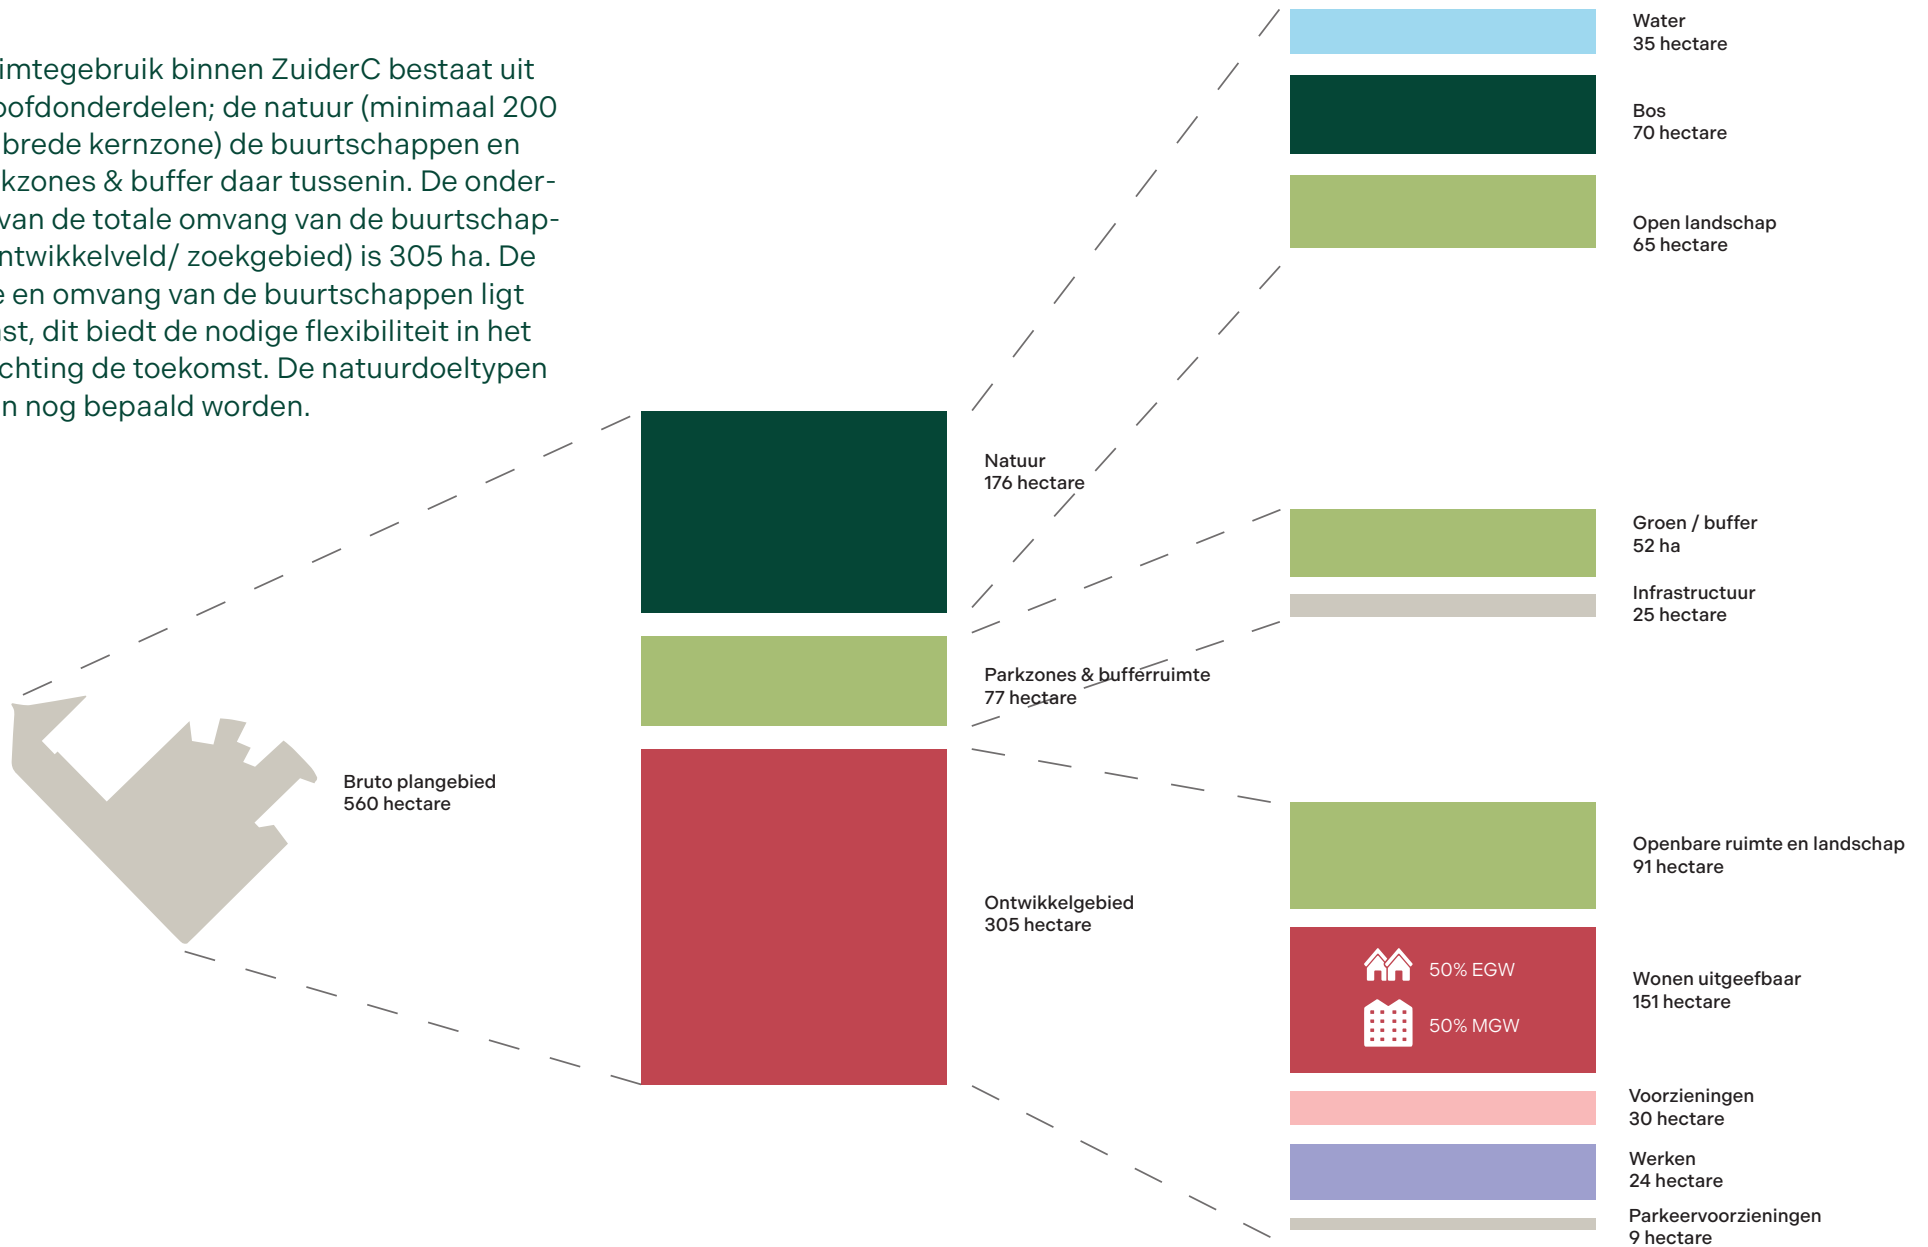 imtegebruik binnen ZuiderC bestaat uit
oofdonderdelen; de natuur (minimaal 200
brede kernzone) de buurtschappen en
kzones & buffer daar tussenin. De onder-
van de totale omvang van de buurtschap-
ntwikkelveld/ zoekgebied) is 305 ha. De
e en omvang van de buurtschappen ligt
st, dit biedt de nodige flexibiliteit in het
chting de toekomst. De natuurdoeltypen
n nog bepaald worden.
Bruto plangebied
560 hectare
Natuur
176 hectare
Parkzones & bufferruimte
77 hectare
Ontwikkelgebied
305 hectare
Water
35 hectare
Bos
70 hectare
Open landschap
65 hectare
Groen / buffer
52 ha
Infrastructuur
25 hectare
Openbare ruimte en landschap
91 hectare
50% EGW
50% MGW
Wonen uitgeefbaar
151 hectare
Voorzieningen
30 hectare
Werken
24 hectare
Parkeervoorzieningen
9 hectare